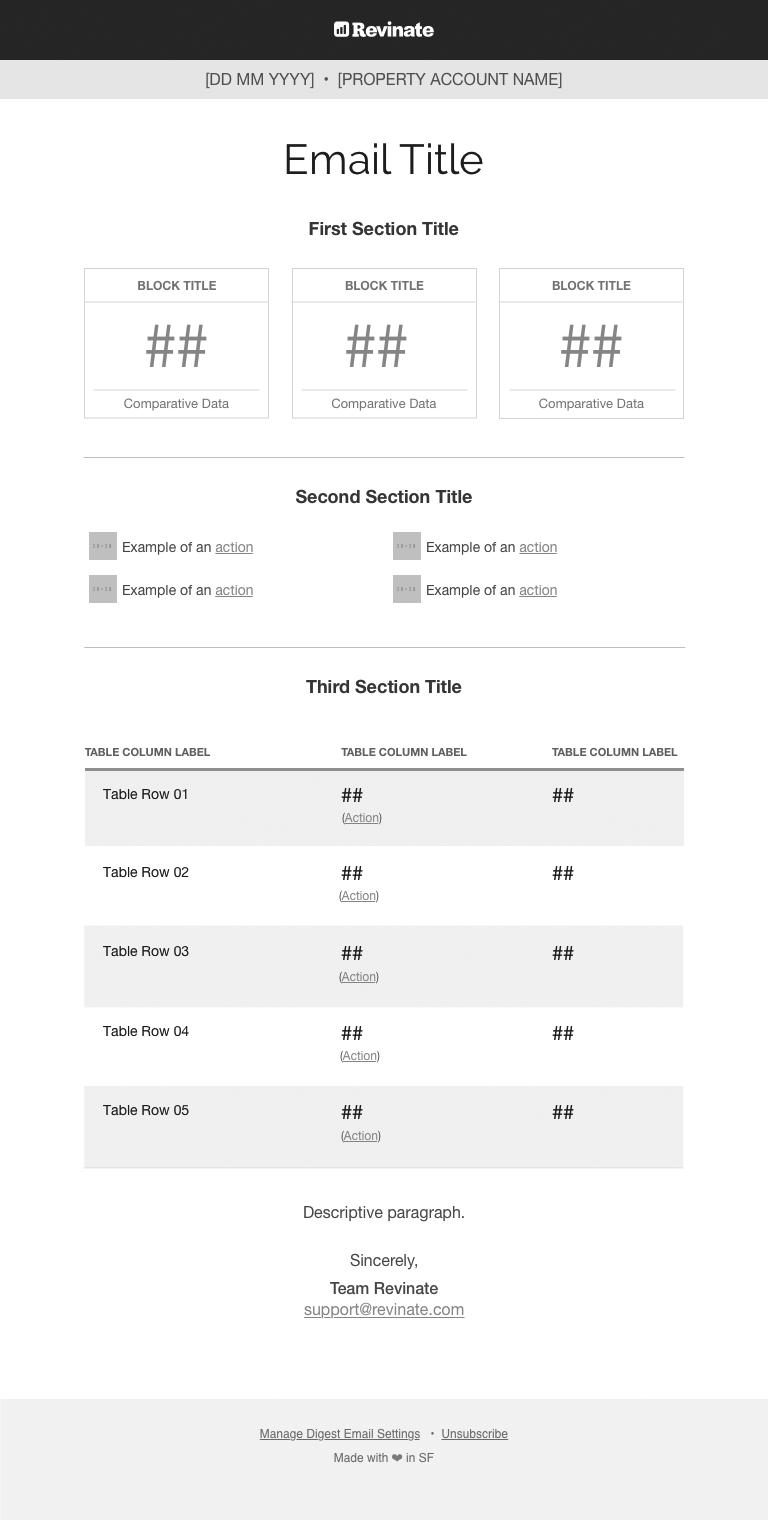 Revinate
[DD MM YYYY] • [PROPERTY ACCOUNT NAME]
Email Title
First Section Title
BLOCK TITLE BLOCK TITLE BLOCK TITLE
## ## ##
Comparative Data Comparative Data Comparative Data
Second Section Title
Example of an action Example of an action
Example of an action Example of an action
Third Section Title
TABLE COLUMN LABEL TABLE COLUMN LABEL TABLE COLUMN LABEL
Table Row 01 ## ##
(Action)
Table Row 02 ## ##
(Action)
Table Row 03 ## ##
(Action)
Table Row 04 ## ##
(Action)
Table Row 05 ## ##
(Action)
Descriptive paragraph.
Sincerely,
Team Revinate
support@revinate.com
Manage Digest Email Settings • Unsubscribe
Made with ❤ in SF